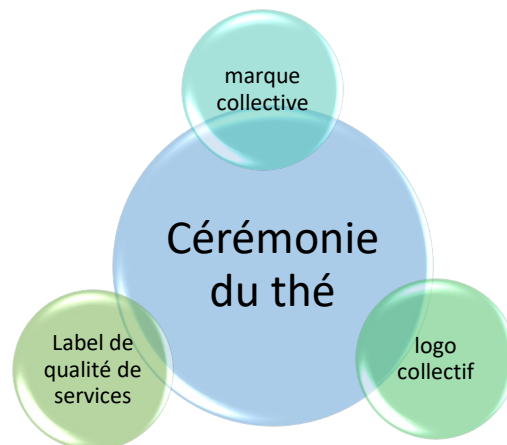 marque
collective
Cérémonie
du thé
Label de
qualité de
services
logo
collectif